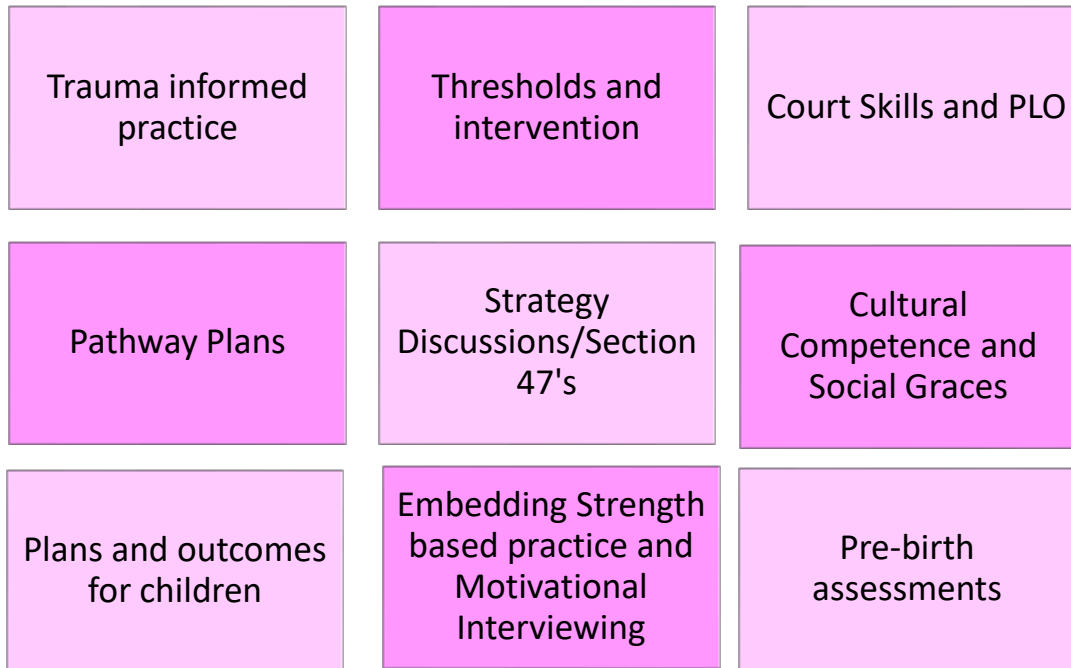 Trauma informed
practice
Thresholds and
intervention
Court Skills and PLO
Pathway Plans
Strategy
Discussions/Section
47's
Cultural
Competence and
Social Graces
Plans and outcomes
for children
Embedding Strength
based practice and
Motivational
Interviewing
Pre-birth
assessments